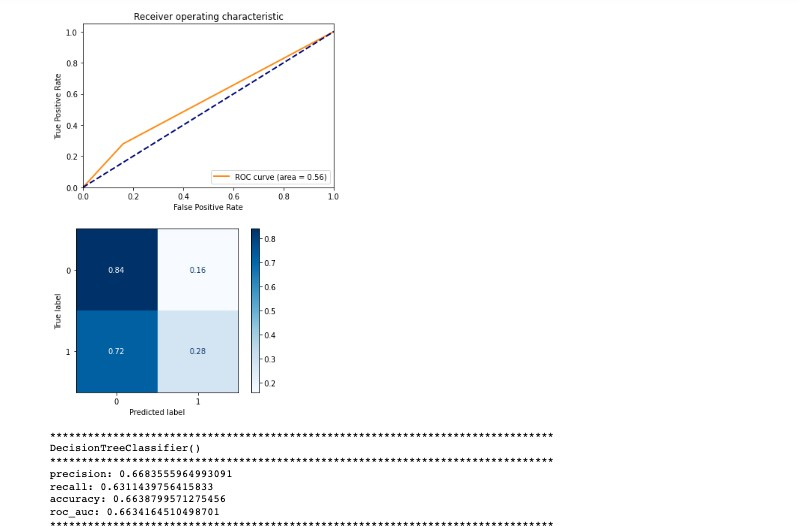 Receiver operating characteristic
1.0
0.8
0.6
0.4
0.2
0.0
True Positive Rate
ROC curve (area = 0.56)
0.0 0.2 0.4 0.6 0.8 1.0
False Positive Rate
0 0.84 0.16
1 0.72 0.28
True label
0 1
Predicted label
0.8
0.7
0.6
0.5
0.4
0.3
0.2
********************************************************************************
DecisionTreeClassifier()
********************************************************************************
precision: 0.6683555964993091
recall: 0.6311439756415833
accuracy: 0.6638799571275456
roc_auc: 0.6634164510498701
********************************************************************************